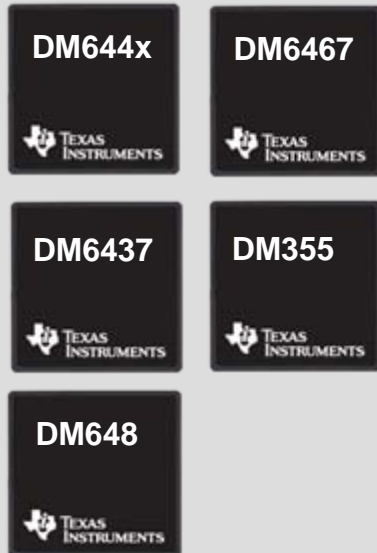 DM644x
TEXAS
INSTRUMENTS
DM6467
TEXAS
INSTRUMENTS
DM6437
TEXAS
INSTRUMENTS
DM355
TEXAS
INSTRUMENTS
DM648
TEXAS
INSTRUMENTS